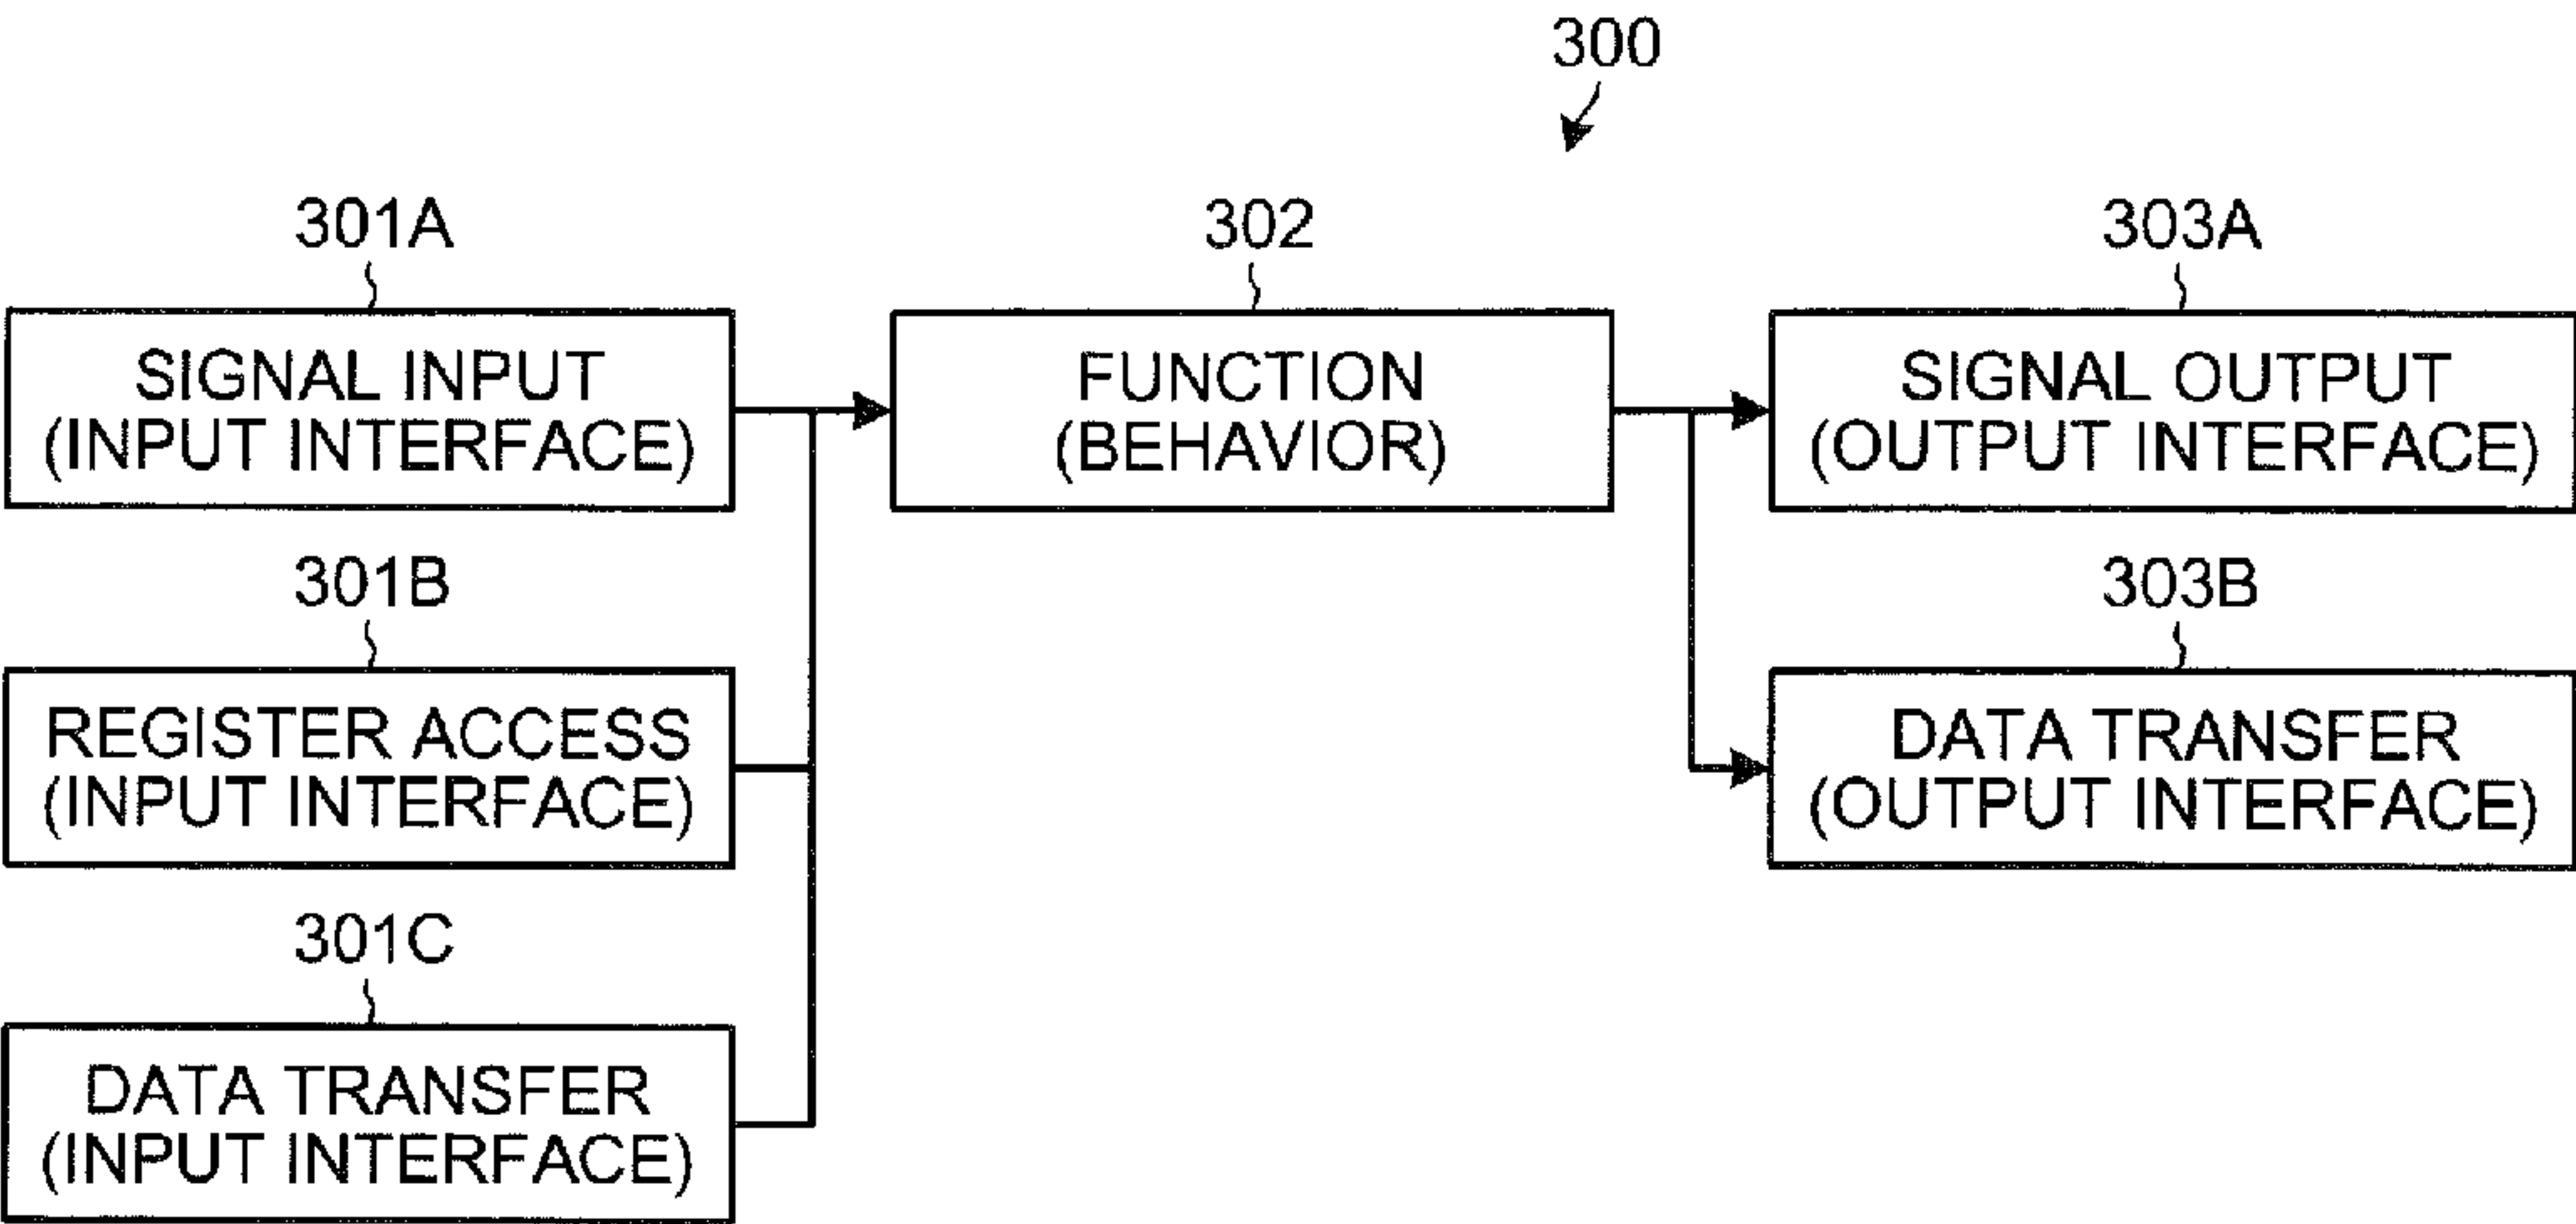 300
301A
SIGNAL INPUT
(INPUT INTERFACE)
302
FUNCTION
(BEHAVIOR)
303A
SIGNAL OUTPUT
(OUTPUT INTERFACE)
301B
REGISTER ACCESS
(INPUT INTERFACE)
303B
DATA TRANSFER
(OUTPUT INTERFACE)
301C
DATA TRANSFER
(INPUT INTERFACE)